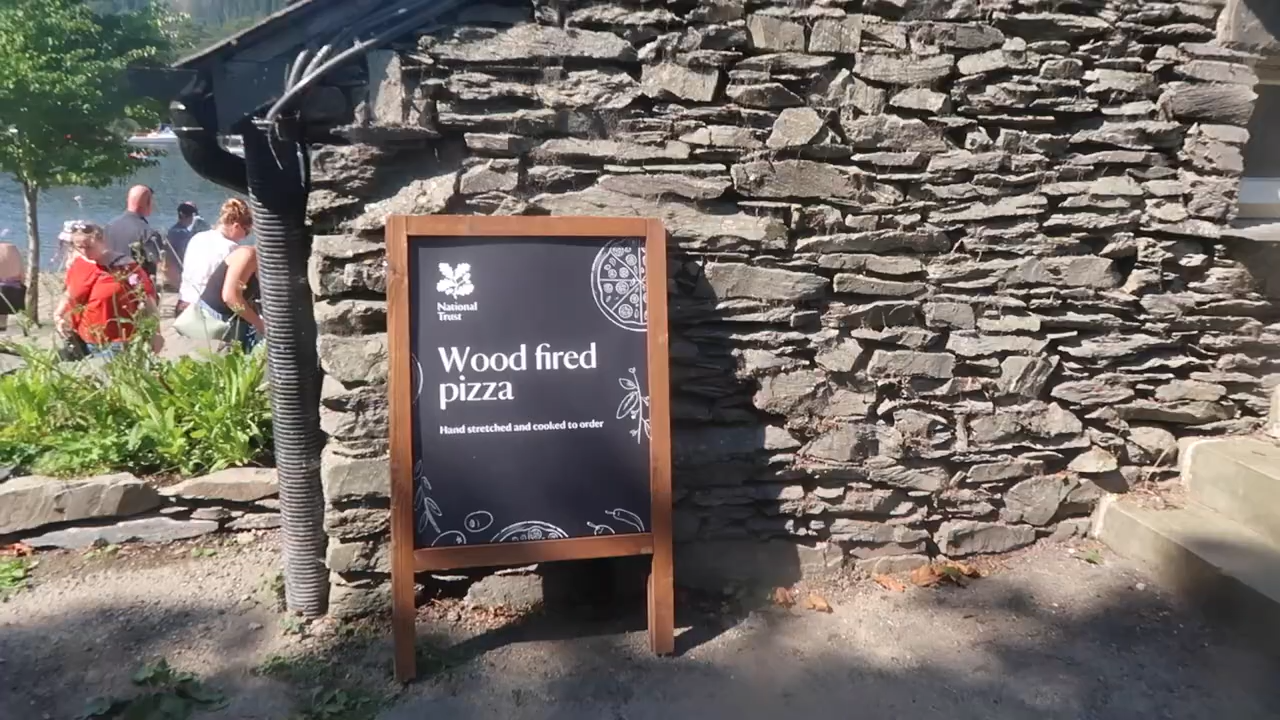 National
Trust
Wood fired
pizza
Hand stretched and cooked to order